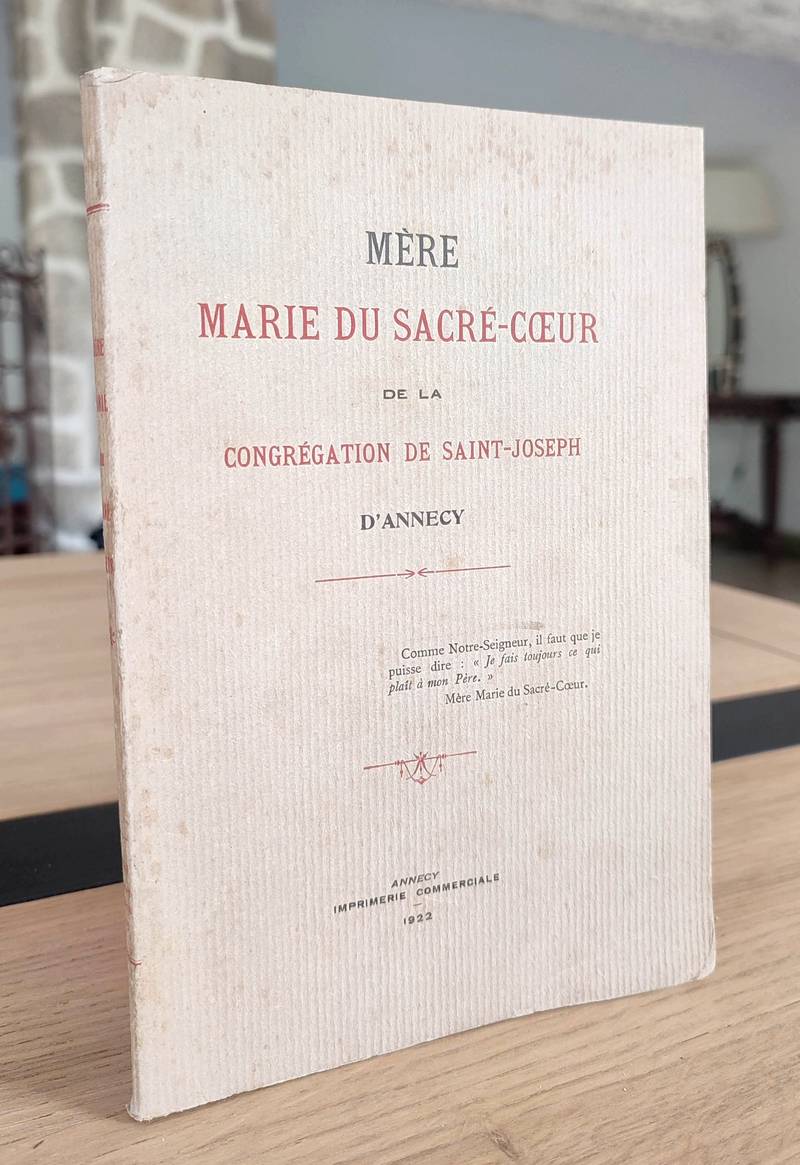 MÈRE
MARIE DU SACRÉ-CŒUR
DE LA
CONGRÉGATION DE SAINT-JOSEPH
D'ANNECY
Comme Notre-Seigneur, il faut que je
puisse dire : « Je fais toujours ce qui
plaît à mon Père. »
Mère Marie du Sacré-Cœur.
ANNECY
IMPRIMERIE COMMERCIALE
1922